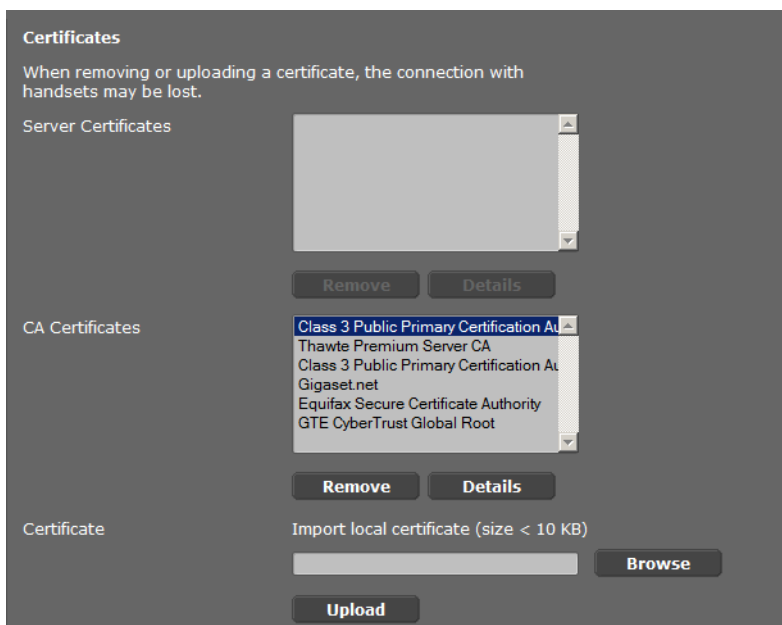 Certificates
When removing or uploading a certificate, the connection with
handsets may be lost.
Server Certificates
Remove Details
CA Certificates
Class 3 Public Primary Certification Au
Thawte Premium Server CA
Class 3 Public Primary Certification Au
Gigaset.net
Equifax Secure Certificate Authority
GTE CyberTrust Global Root
Remove Details
Certificate
Import local certificate (size < 10 KB)
Browse
Upload